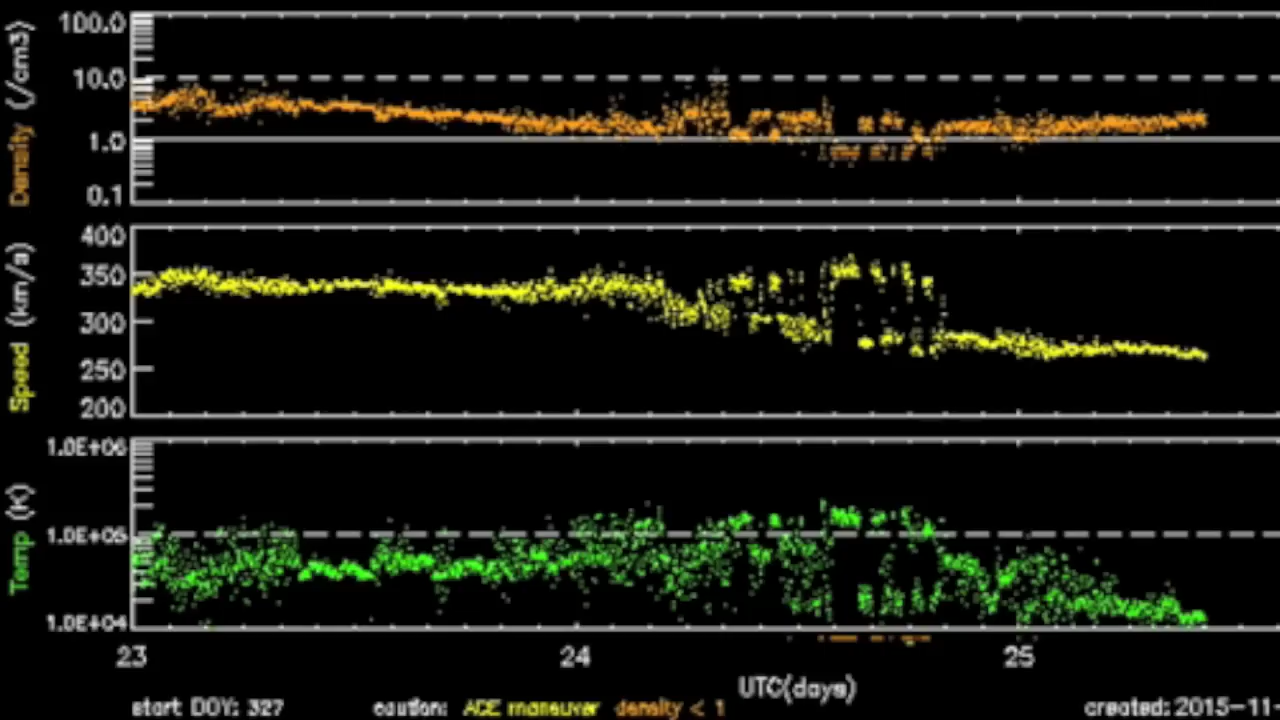 Density (/cm3)
100.0
10.0
1.0
0.1
Speed (km/s)
400
350
300
250
200
Temp (K)
1.0E+06
1.0E+05
1.0E+04
23 24 25
UTC(days)
start DOY: 327 caution: ACE maneuver density < 1 created: 2015-11-